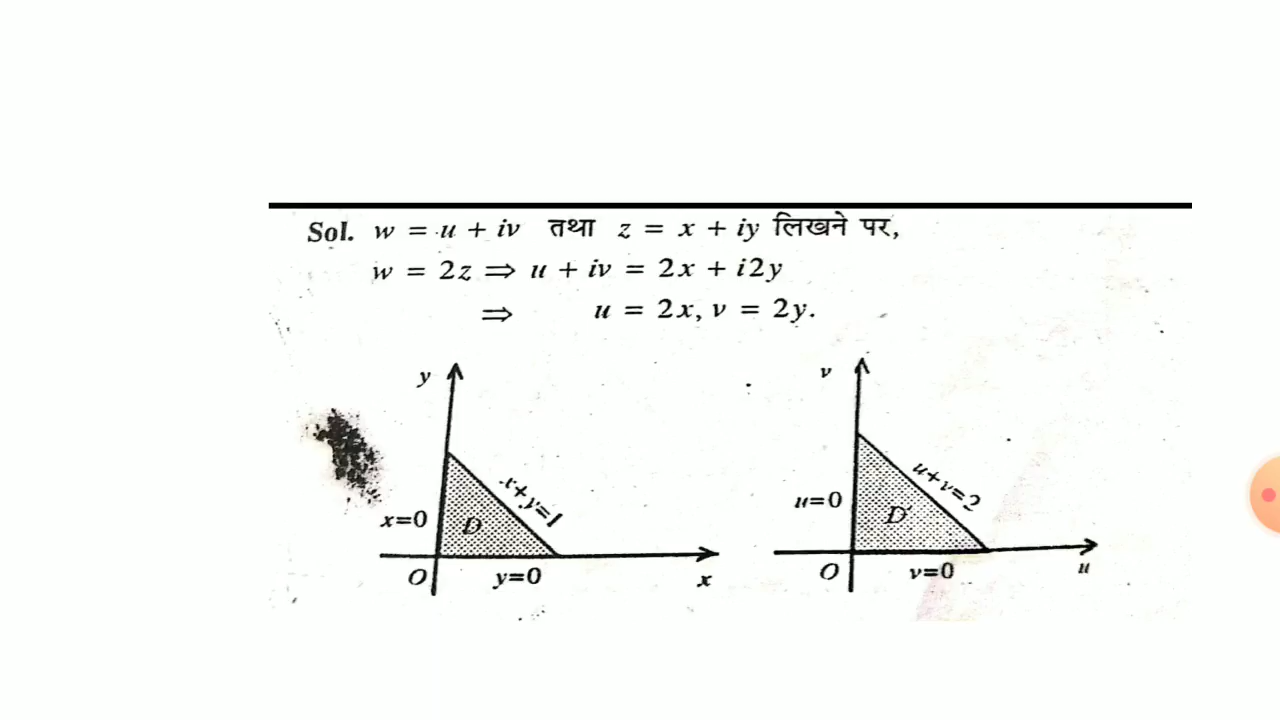 Sol. w = u + iv तथा z = x + iy लिखने पर,
w = 2z ⇒ u + iv = 2x + i2y
⇒ u = 2x, v = 2y.
y
x+y=1
x=0
D
O
y=0
x
v
u+v=2
u=0
D'
O
v=0
u